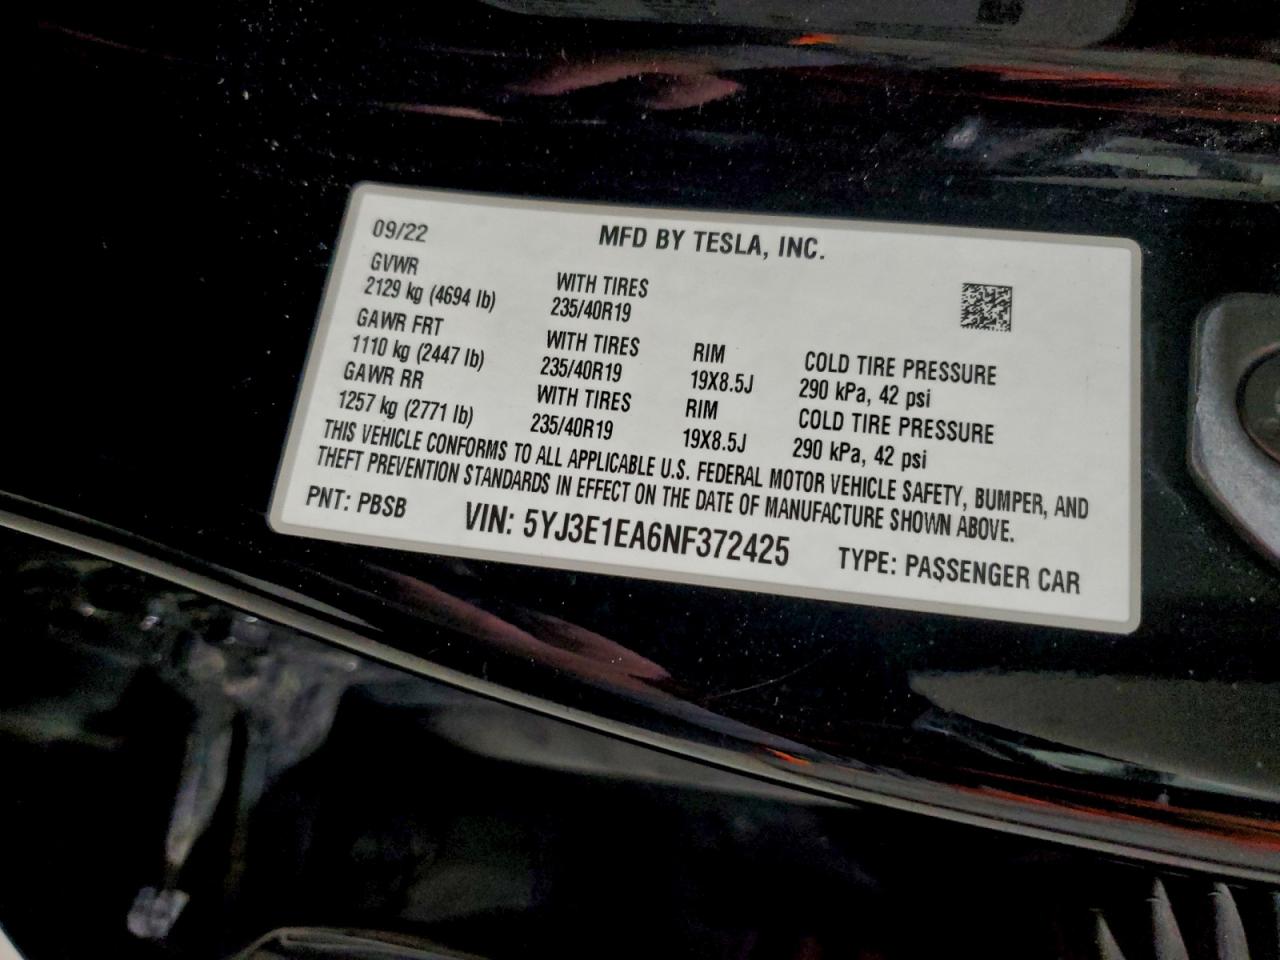 09/22 MFD BY TESLA, INC.
GVWR
2129 kg (4694 lb)
WITH TIRES
235/40R19
GAWR FRT
1110 kg (2447 lb)
WITH TIRES
235/40R19
RIM
19X8.5J
COLD TIRE PRESSURE
290 kPa, 42 psi
GAWR RR
1257 kg (2771 lb)
WITH TIRES
235/40R19
RIM
19X8.5J
COLD TIRE PRESSURE
290 kPa, 42 psi
THIS VEHICLE CONFORMS TO ALL APPLICABLE U.S. FEDERAL MOTOR VEHICLE SAFETY, BUMPER, AND
THEFT PREVENTION STANDARDS IN EFFECT ON THE DATE OF MANUFACTURE SHOWN ABOVE.
PNT: PBSB VIN: 5YJ3E1EA6NF372425 TYPE: PASSENGER CAR